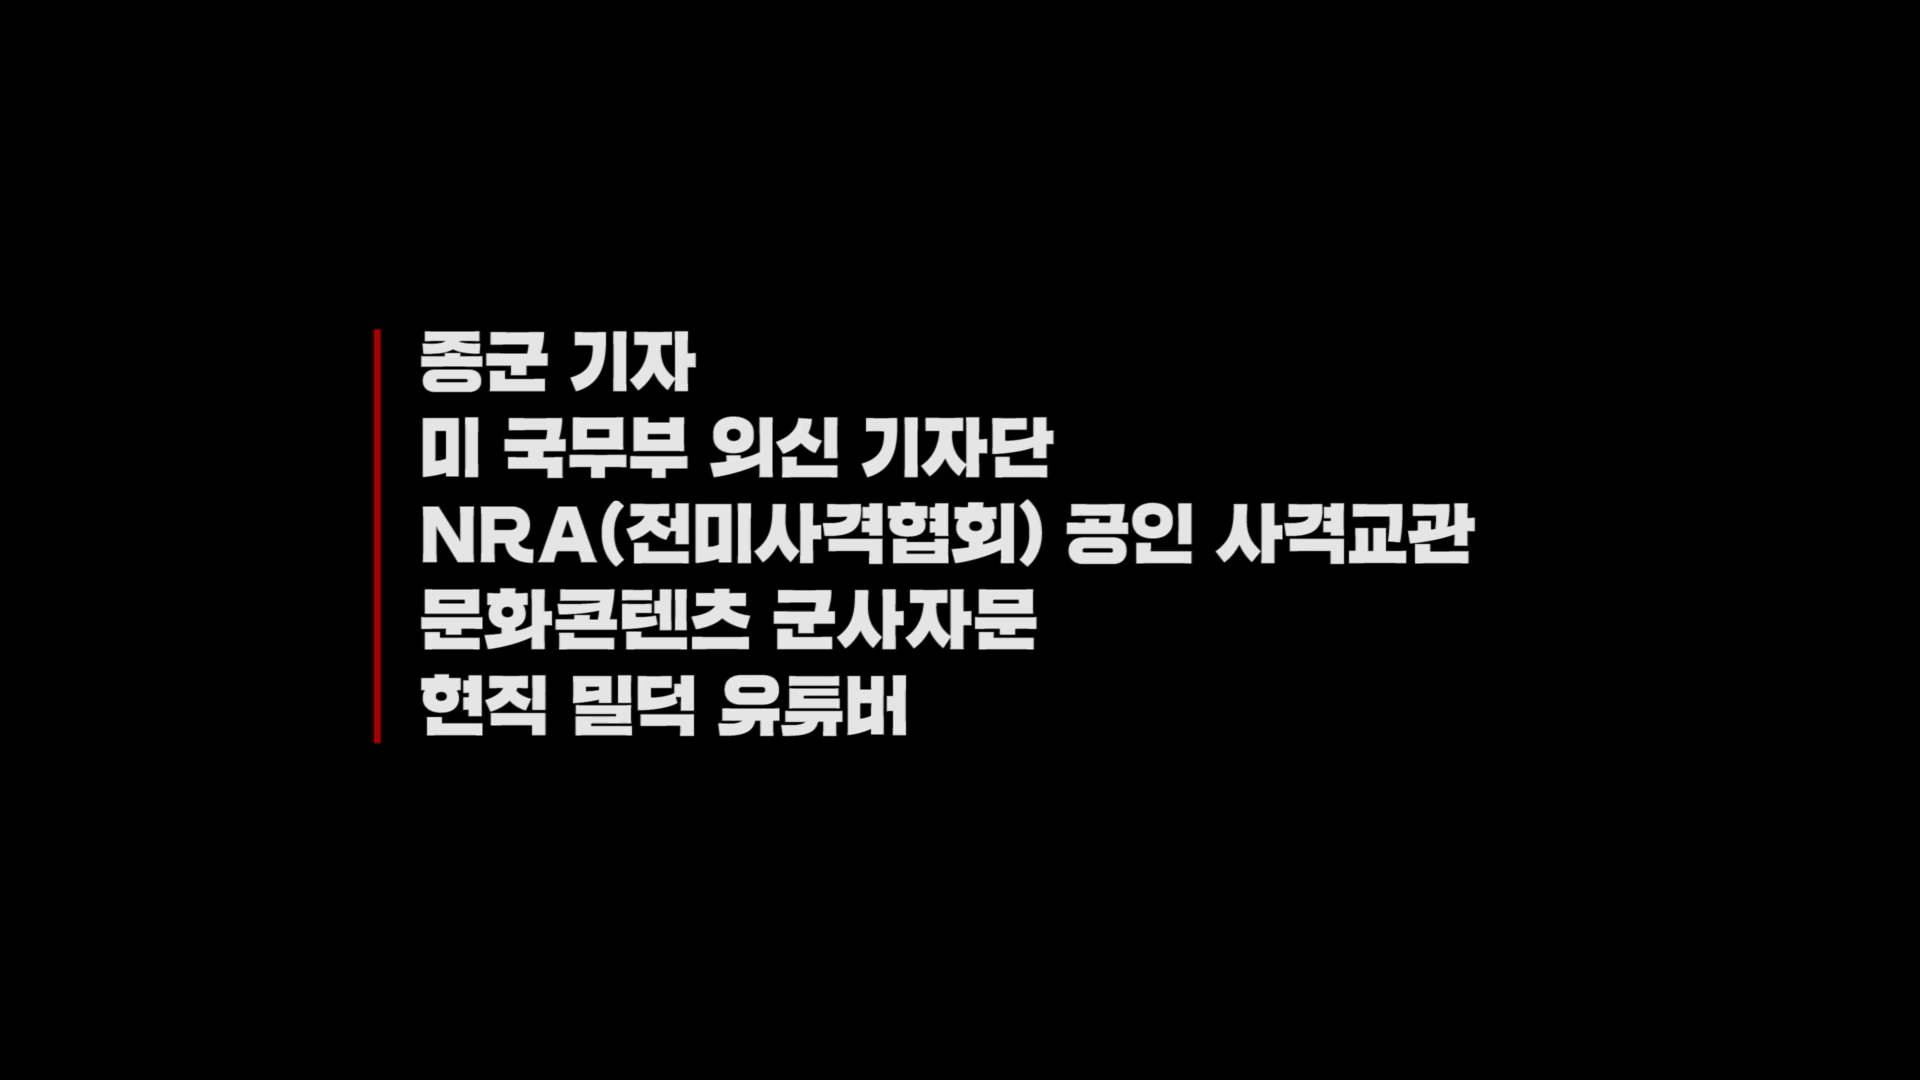 종군 기자
미 국무부 외신 기자단
NRA(전미사격협회) 공인 사격교관
문화콘텐츠 군사자문
현직 밀덕 유튜버